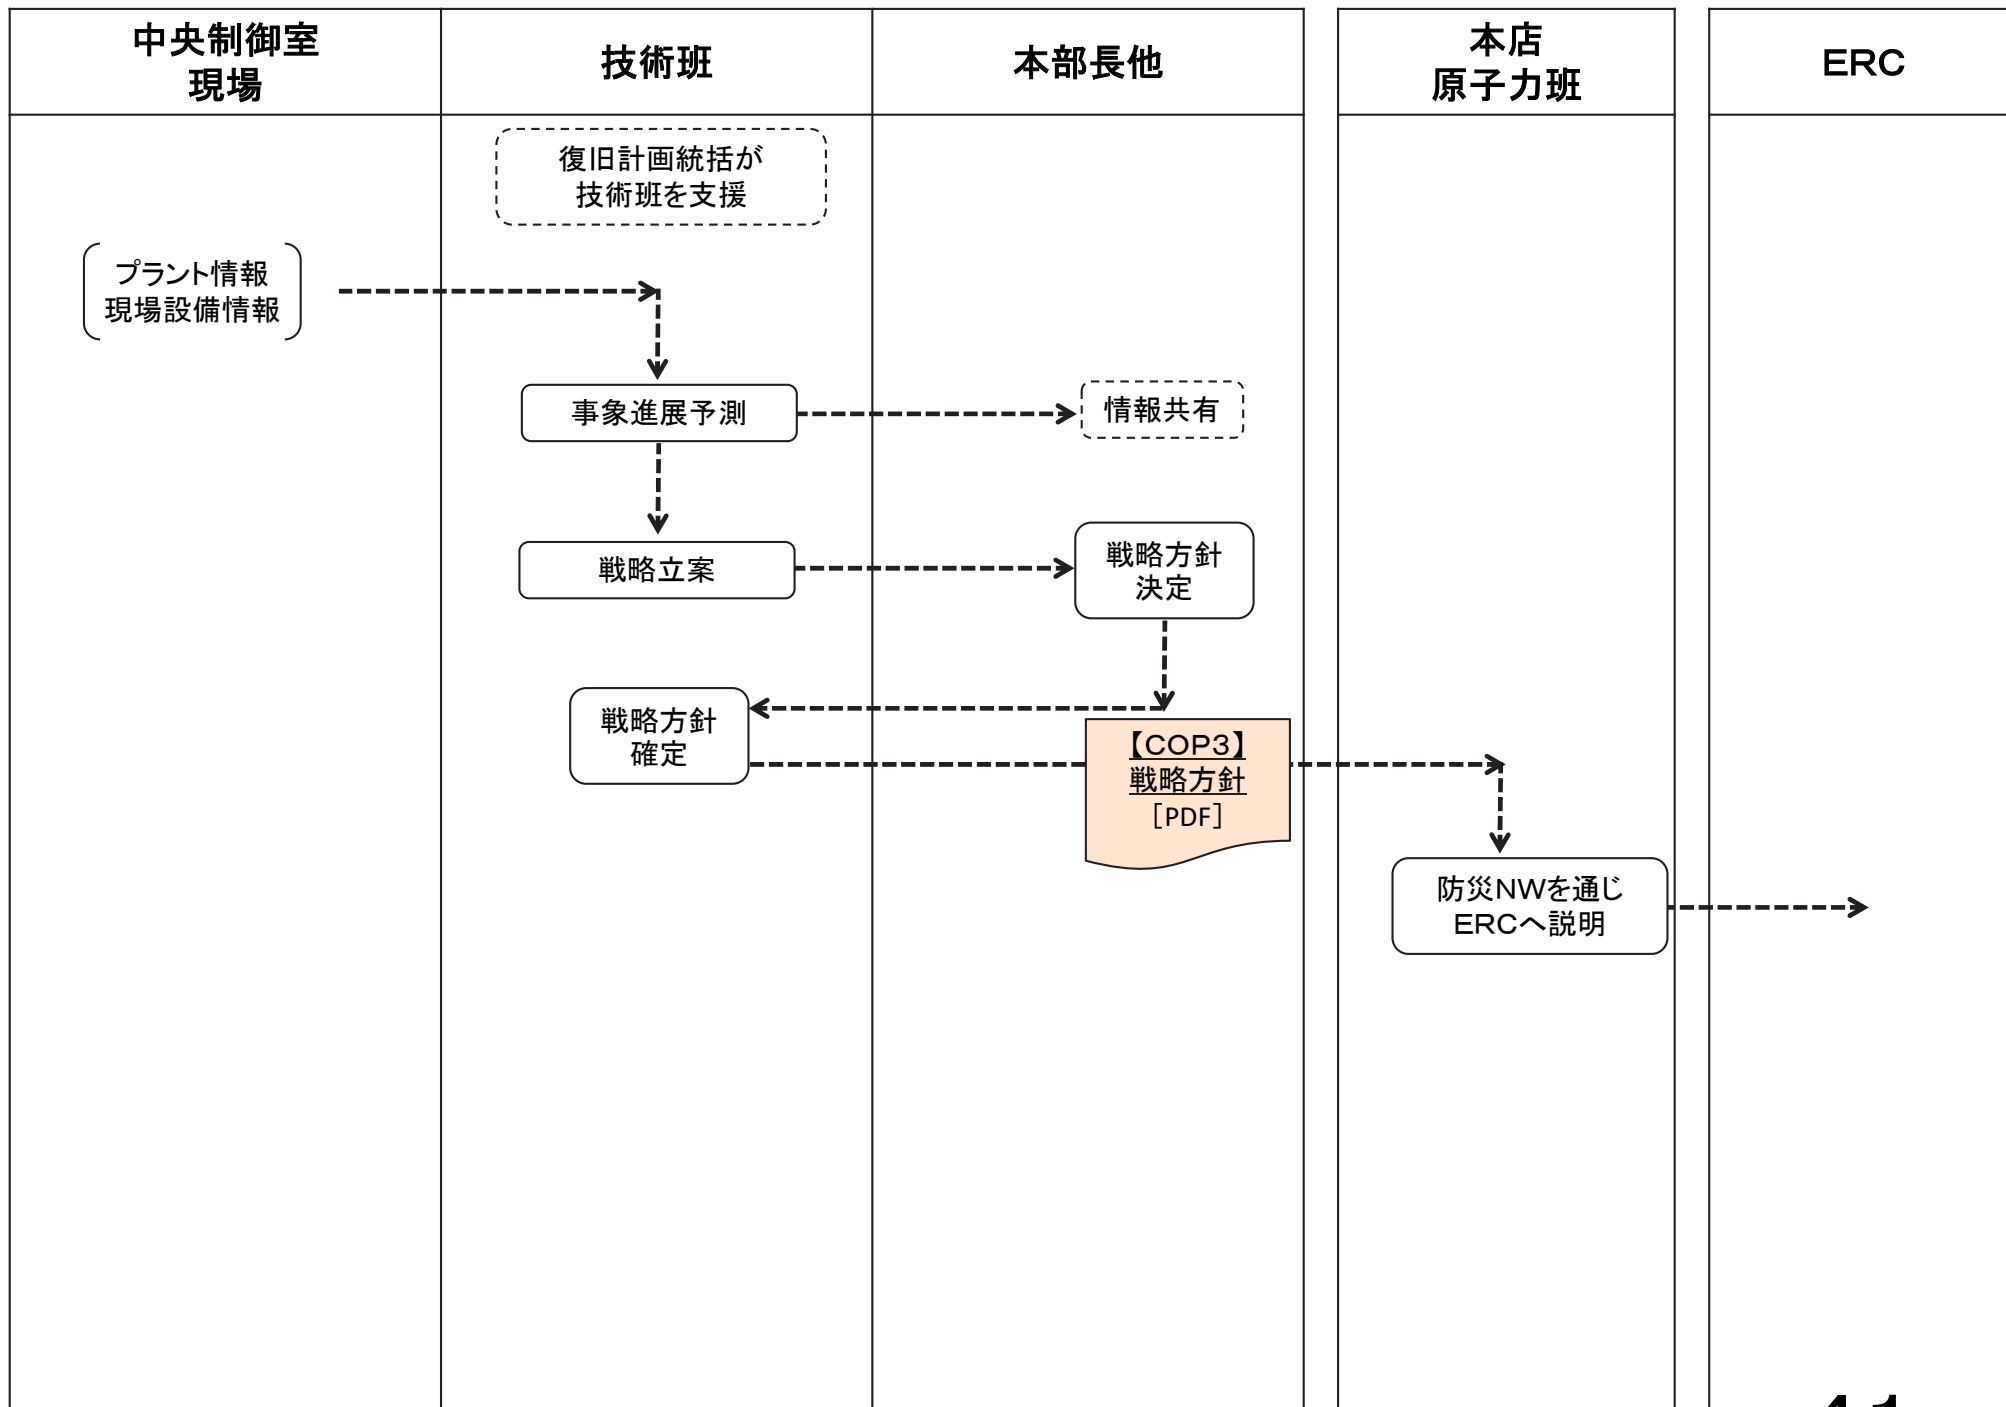 中央制御室
現場
技術班
本部長他
本店
原子力班
ERC
復旧計画統括が
技術班を支援
プラント情報
現場設備情報
事象進展予測
情報共有
戦略立案
戦略方針
決定
戦略方針
確定
【COP3】
戦略方針
［PDF］
防災NWを通じ
ERCへ説明